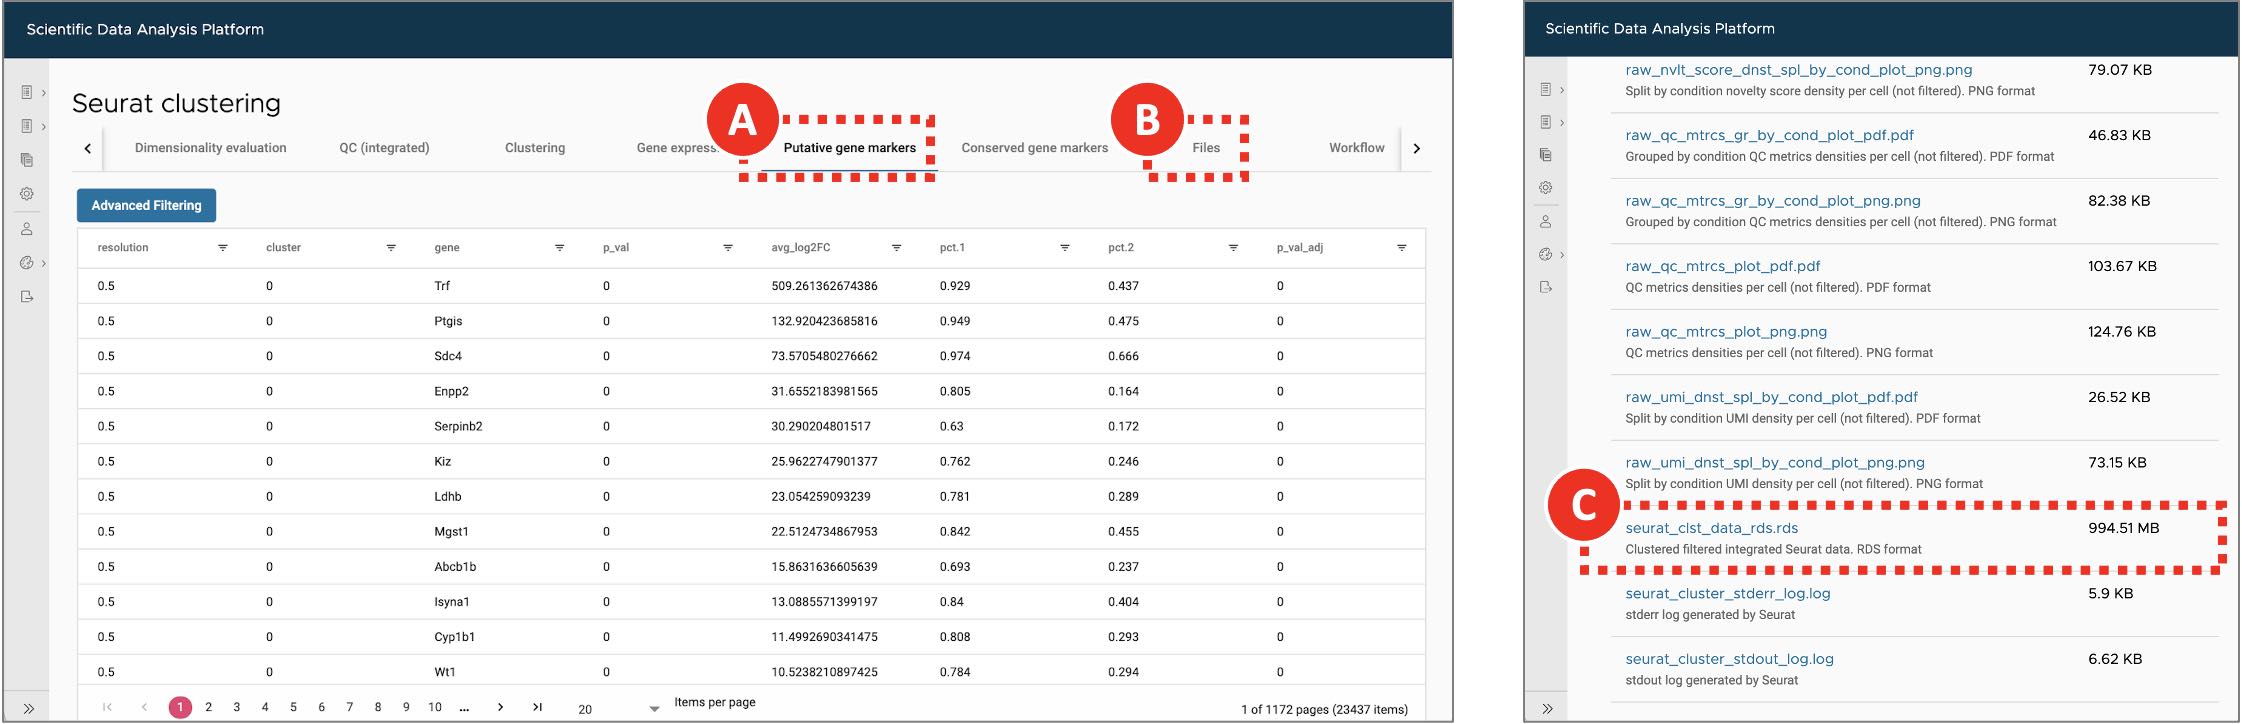 Scientific Data Analysis Platform
Seurat clustering
A
B
Dimensionality evaluation QC (integrated) Clustering Gene express Putative gene markers Conserved gene markers Files Workflow
Advanced Filtering
resolution cluster gene p_val avg_log2FC pct.1 pct.2 p_val_adj
0.5 0 Trf 0 509.261362674386 0.929 0.437 0
0.5 0 Ptgis 0 132.920423685816 0.949 0.475 0
0.5 0 Sdc4 0 73.5705480276662 0.974 0.666 0
0.5 0 Enpp2 0 31.6552183981565 0.805 0.164 0
0.5 0 Serpinb2 0 30.290204801517 0.63 0.172 0
0.5 0 Kiz 0 25.9622747901377 0.762 0.246 0
0.5 0 Ldhb 0 23.054259093239 0.781 0.289 0
0.5 0 Mgst1 0 22.5124734867953 0.842 0.455 0
0.5 0 Abcb1b 0 15.8631636605639 0.693 0.237 0
0.5 0 Isyna1 0 13.0885571399197 0.84 0.404 0
0.5 0 Cyp1b1 0 11.4992690341475 0.808 0.293 0
0.5 0 Wt1 0 10.5238210897425 0.784 0.294 0
1 2 3 4 5 6 7 8 9 10 ... 20 Items per page 1 of 1172 pages (23437 items)
Scientific Data Analysis Platform
raw_nvlt_score_dnst_spl_by_cond_plot_png.png 79.07 KB
Split by condition novelty score density per cell (not filtered). PNG format
raw_qc_mtrcs_gr_by_cond_plot_pdf.pdf 46.83 KB
Grouped by condition QC metrics densities per cell (not filtered). PDF format
raw_qc_mtrcs_gr_by_cond_plot_png.png 82.38 KB
Grouped by condition QC metrics densities per cell (not filtered). PNG format
raw_qc_mtrcs_plot_pdf.pdf 103.67 KB
QC metrics densities per cell (not filtered). PDF format
raw_qc_mtrcs_plot_png.png 124.76 KB
QC metrics densities per cell (not filtered). PNG format
raw_umi_dnst_spl_by_cond_plot_pdf.pdf 26.52 KB
Split by condition UMI density per cell (not filtered). PDF format
raw_umi_dnst_spl_by_cond_plot_png.png 73.15 KB
Split by condition UMI density per cell (not filtered). PNG format
C
seurat_clst_data_rds.rds 994.51 MB
Clustered filtered integrated Seurat data. RDS format
seurat_cluster_stderr_log.log 5.9 KB
stderr log generated by Seurat
seurat_cluster_stdout_log.log 6.62 KB
stdout log generated by Seurat